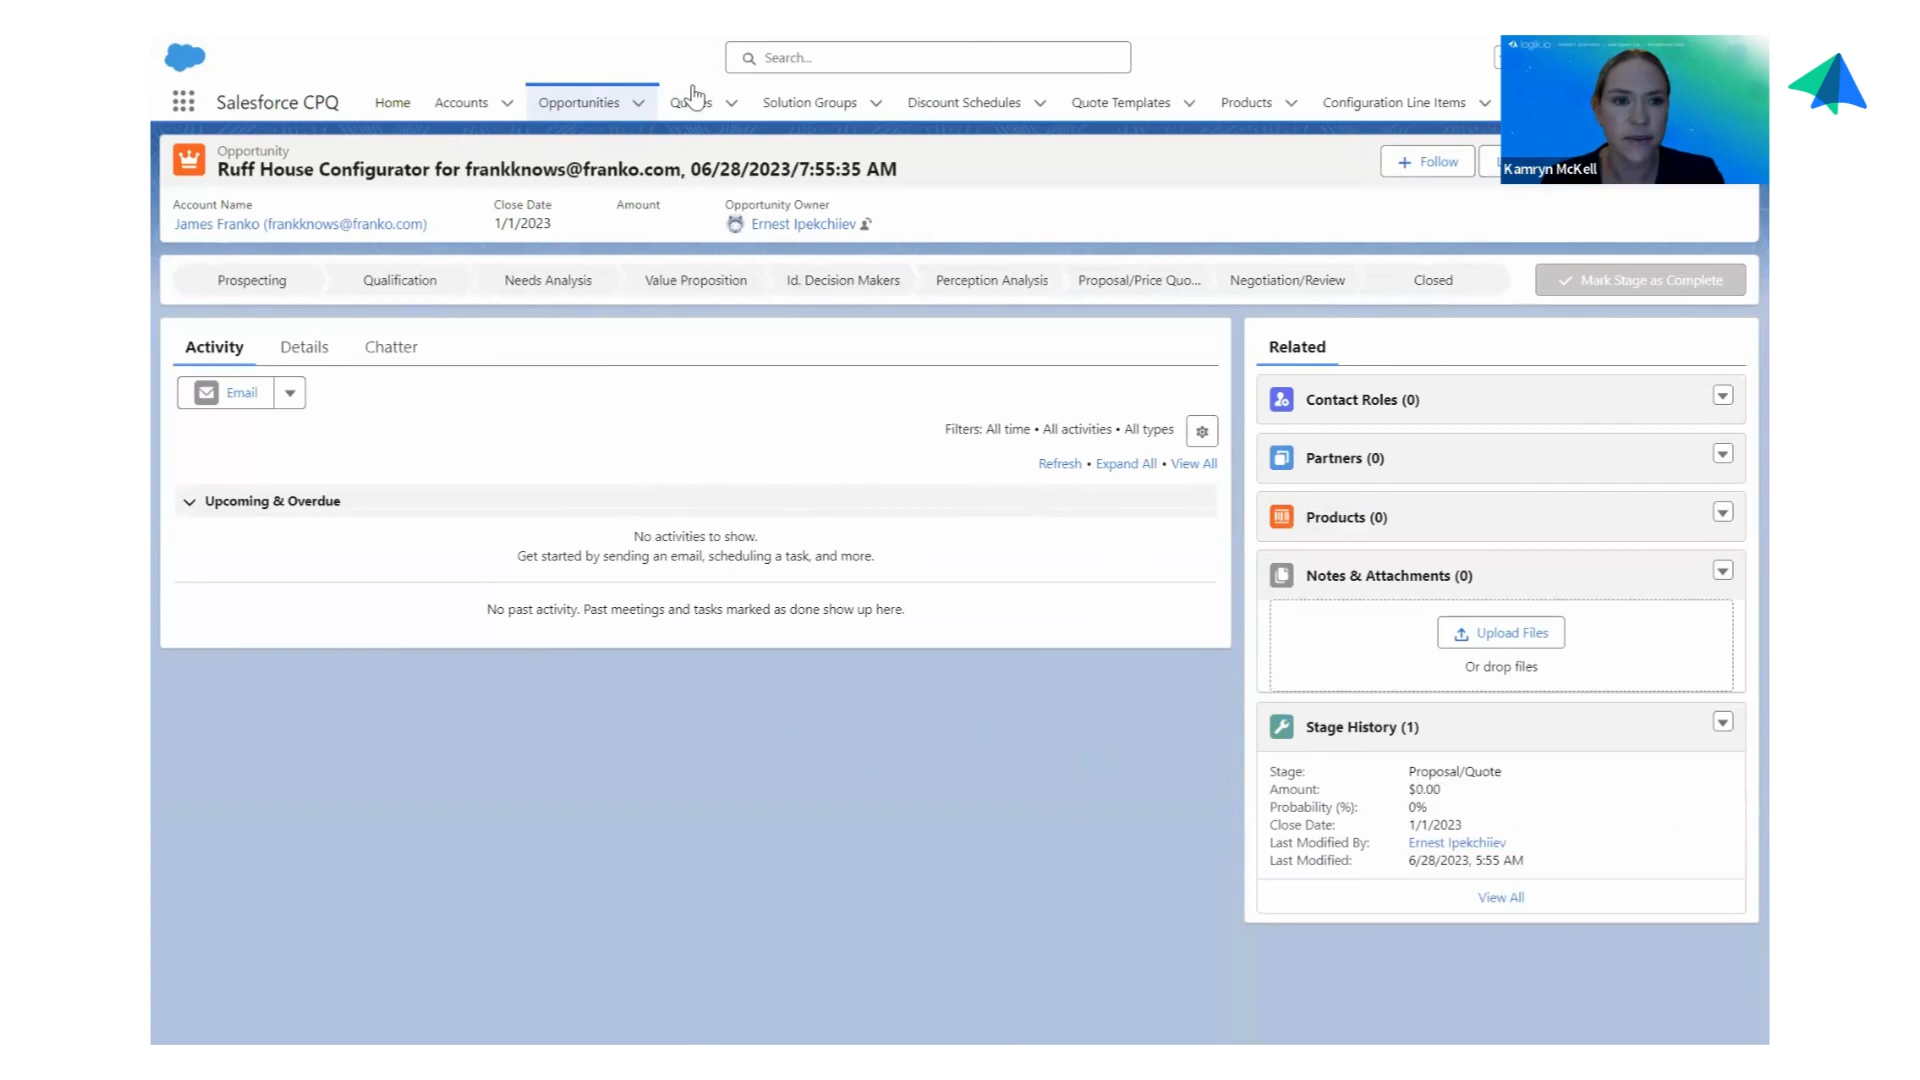 Search...
logik.io
Salesforce CPQ
Home
Accounts
Opportunities
Solution Groups
Discount Schedules
Quote Templates
Products
Configuration Line Items
Opportunity
Ruff House Configurator for frankknows@franko.com, 06/28/2023/7:55:35 AM
Follow
Kamryn McKell
Account Name
Close Date
Amount
Opportunity Owner
James Franko (frankknows@franko.com)
1/1/2023
Ernest Ipekchiiev
Prospecting
Qualification
Needs Analysis
Value Proposition
Id. Decision Makers
Perception Analysis
Proposal/Price Quo...
Negotiation/Review
Closed
Mark Stage as Complete
Activity
Details
Chatter
Email
Filters: All time • All activities • All types
Refresh • Expand All • View All
Upcoming & Overdue
No activities to show.
Get started by sending an email, scheduling a task, and more.
No past activity. Past meetings and tasks marked as done show up here.
Related
Contact Roles (0)
Partners (0)
Products (0)
Notes & Attachments (0)
Upload Files
Or drop files
Stage History (1)
Stage: Proposal/Quote
Amount: $0.00
Probability (%): 0%
Close Date: 1/1/2023
Last Modified By: Ernest Ipekchiiev
Last Modified: 6/28/2023, 5:55 AM
View All